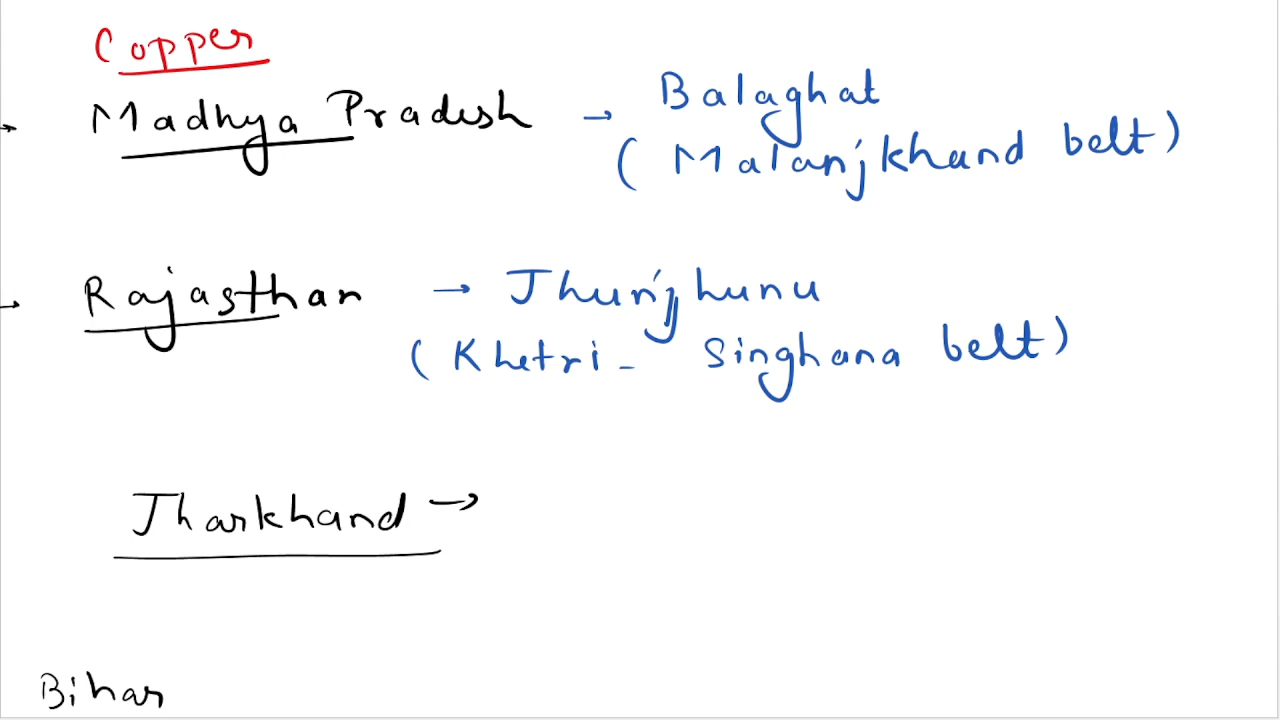 Copper
→ Madhya Pradesh → Balaghat
(Malanjkhand belt)
→ Rajasthan → Jhunjhunu
(Khetri - Singhana belt)
Jharkhand →
Bihar